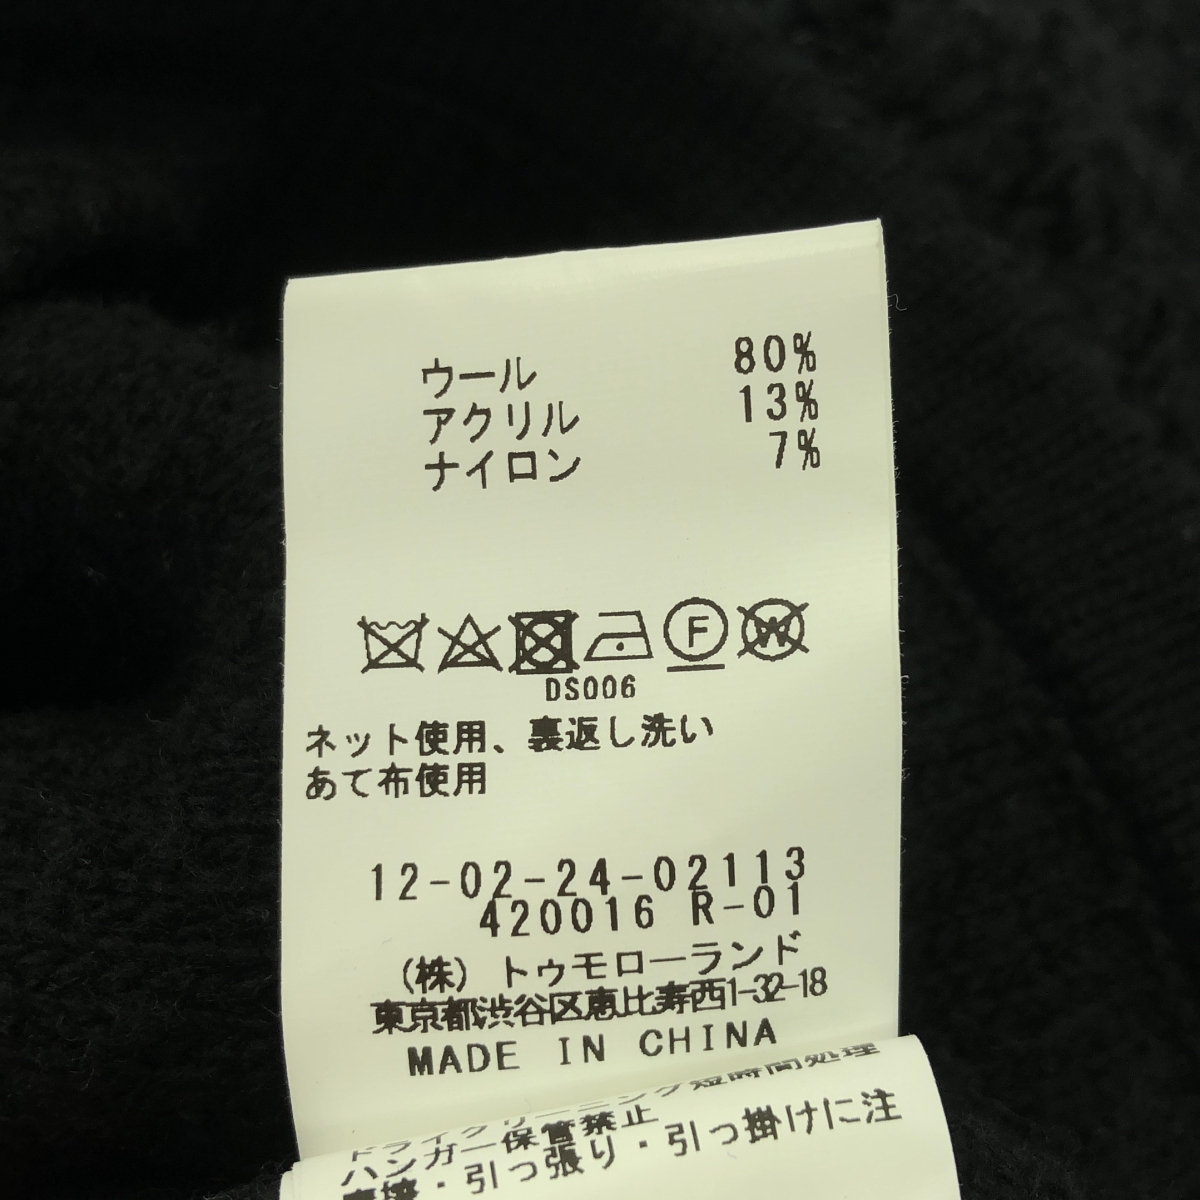 ウール 80%
アクリル 13%
ナイロン 7%
F W
DS006
ネット使用、裏返し洗い
あて布使用
12-02-24-02113
420016 R-01
(株) トゥモローランド
東京都渋谷区恵比寿西1-32-18
MADE IN CHINA
ドライクリーニング短時間処理
ハンガー保管禁止
摩擦・引っ張り・引っ掛けに注